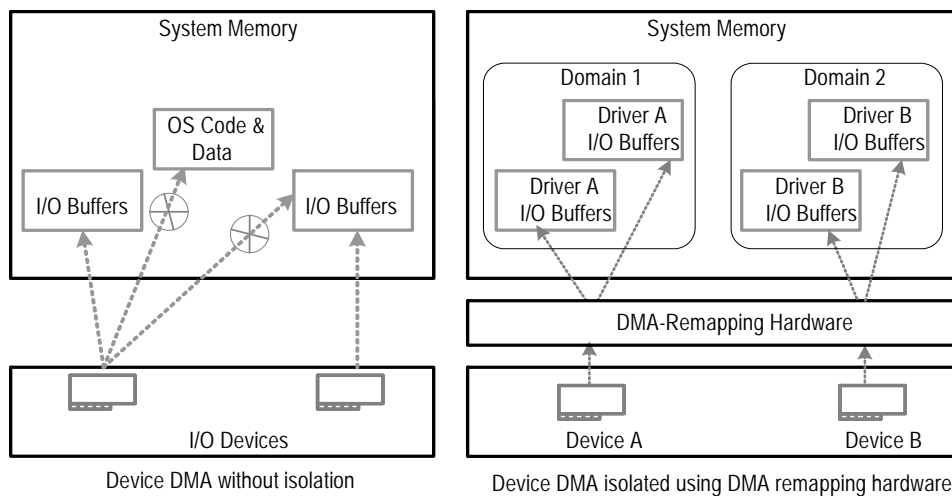 System Memory
OS Code &
Data
I/O Buffers
I/O Buffers
I/O Devices
Device DMA without isolation
System Memory
Domain 1
Domain 2
Driver A
I/O Buffers
Driver B
I/O Buffers
Driver A
I/O Buffers
Driver B
I/O Buffers
DMA-Remapping Hardware
Device A
Device B
Device DMA isolated using DMA remapping hardware